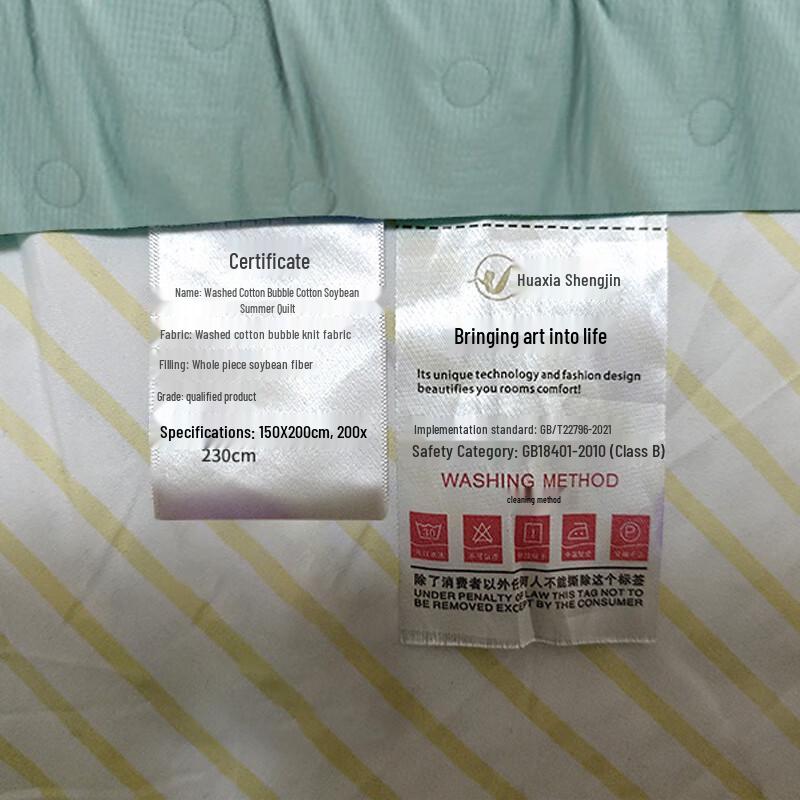 Certificate
Name: Washed Cotton Bubble Cotton Soybean
Summer Quilt
Fabric: Washed cotton bubble knit fabric
Filling: Whole piece soybean fiber
Grade: qualified product
Specifications: 150X200cm, 200x
230cm
Huaxia Shengjin
Bringing art into life
Its unique technology and fashion design
beautifies you rooms comfort!
Implementation standard: GB/T22796-2021
Safety Category: GB18401-2010 (Class B)
WASHING METHOD
cleaning method
30
P
除了消费者以外任何人不能撕除这个标签
UNDER PENALTY OF LAW THIS TAG NOT TO
BE REMOVED EXCEPT BY THE CONSUMER